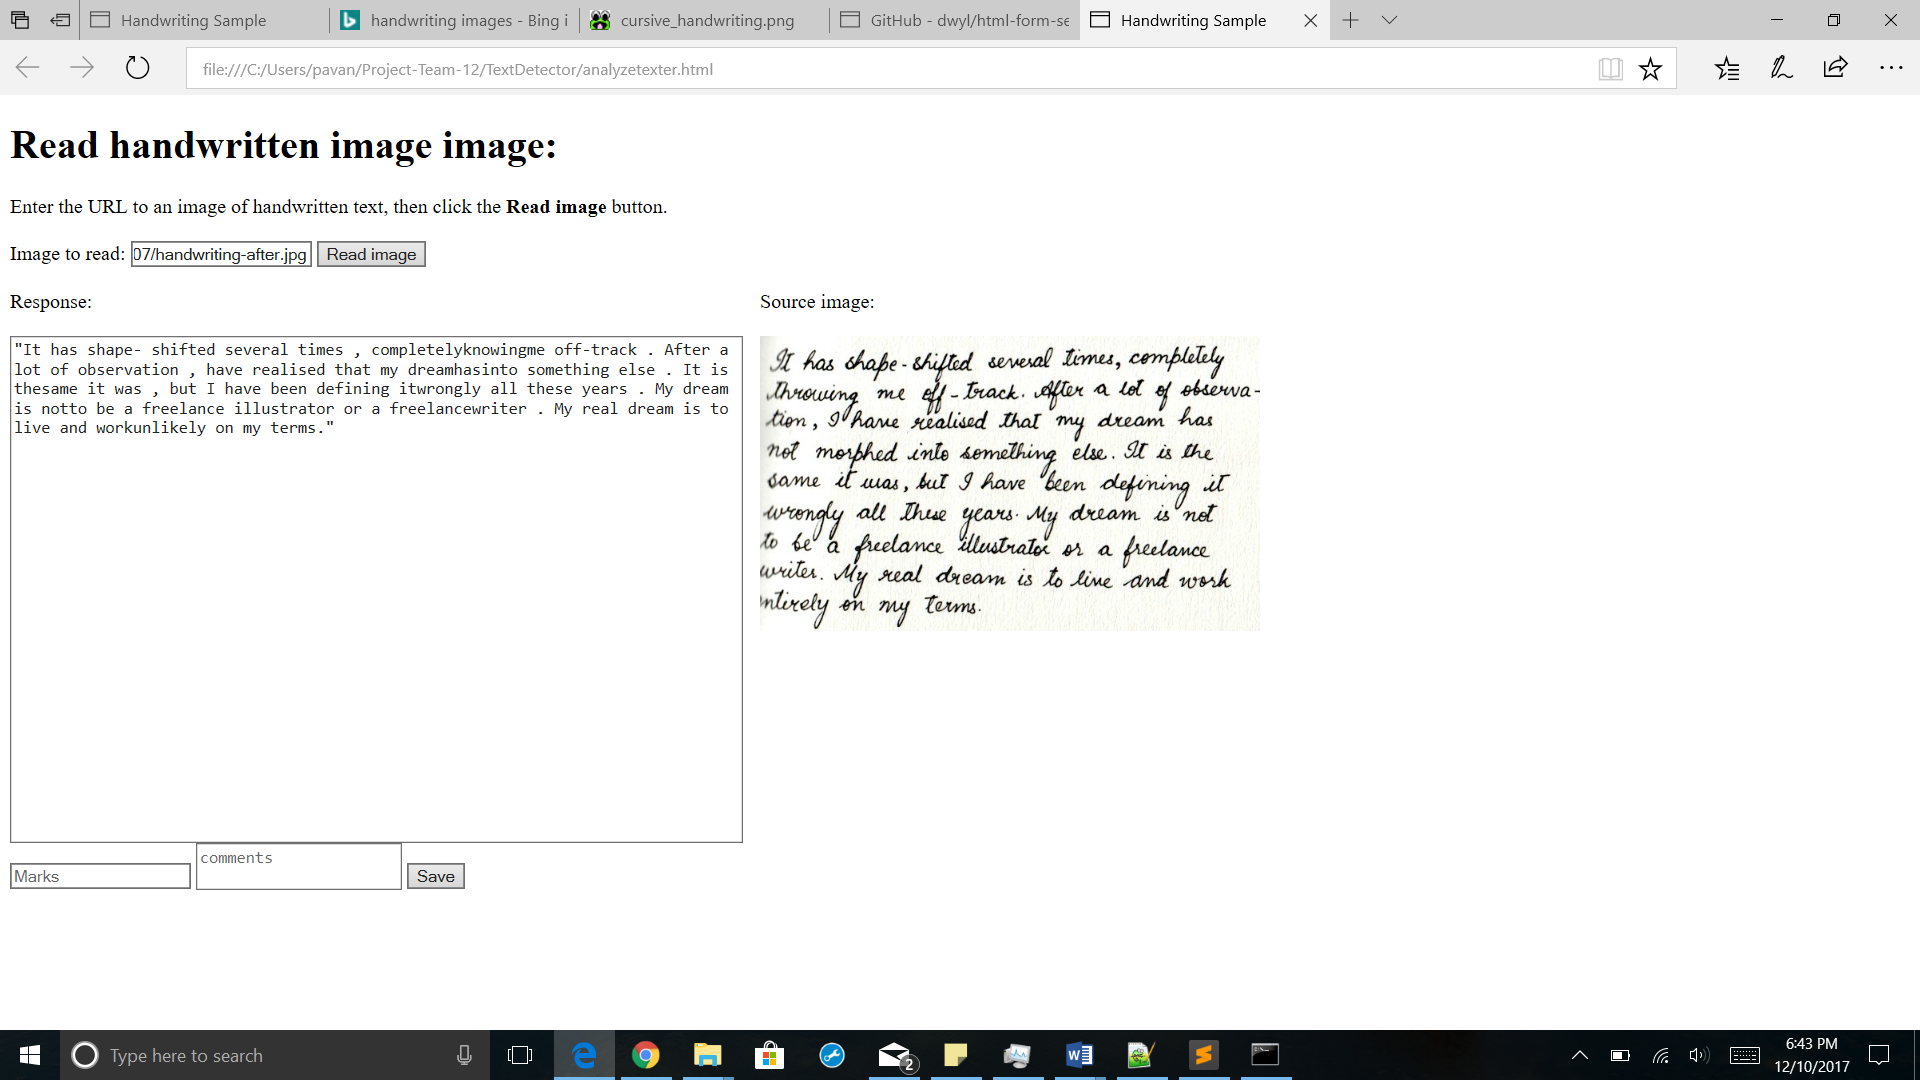 Handwriting Sample
handwriting images - Bing i
cursive_handwriting.png
GitHub - dwyl/html-form-se
Handwriting Sample
file:///C:/Users/pavan/Project-Team-12/TextDetector/analyzetexter.html
Read handwritten image image:
Enter the URL to an image of handwritten text, then click the Read image button.
Image to read: 07/handwriting-after.jpg Read image
Response:
"It has shape- shifted several times , completelyknowingme off-track . After a
lot of observation , have realised that my dreamhasinto something else . It is
thesame it was , but I have been defining itwrongly all these years . My dream
is notto be a freelance illustrator or a freelancewriter . My real dream is to
live and workunlikely on my terms."
Source image:
It has shape-shifted several times, completely
throwing me off-track. After a lot of observa-
tion, I have realised that my dream has
not morphed into something else. It is the
same it was, but I have been defining it
wrongly all these years. My dream is not
to be a freelance illustrator or a freelance
writer. My real dream is to live and work
ntirely on my terms.
Marks
comments
Save
Type here to search
2
6:43 PM
12/10/2017